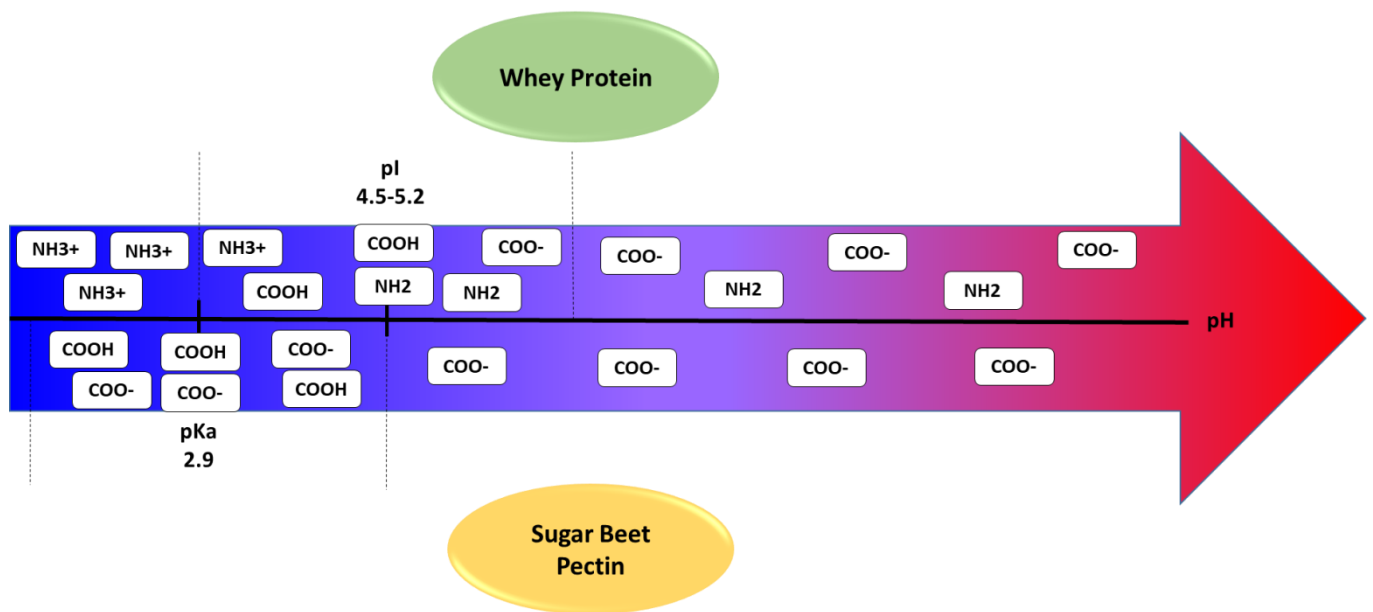 Whey Protein
pI
4.5-5.2
NH3+ NH3+ NH3+ COOH COO- COO- COO- COO-
NH3+ COOH NH2 NH2 NH2 NH2
pH
COOH COOH COO- COO- COO- COO- COO-
COO- COO- COOH
pKa
2.9
Sugar Beet
Pectin